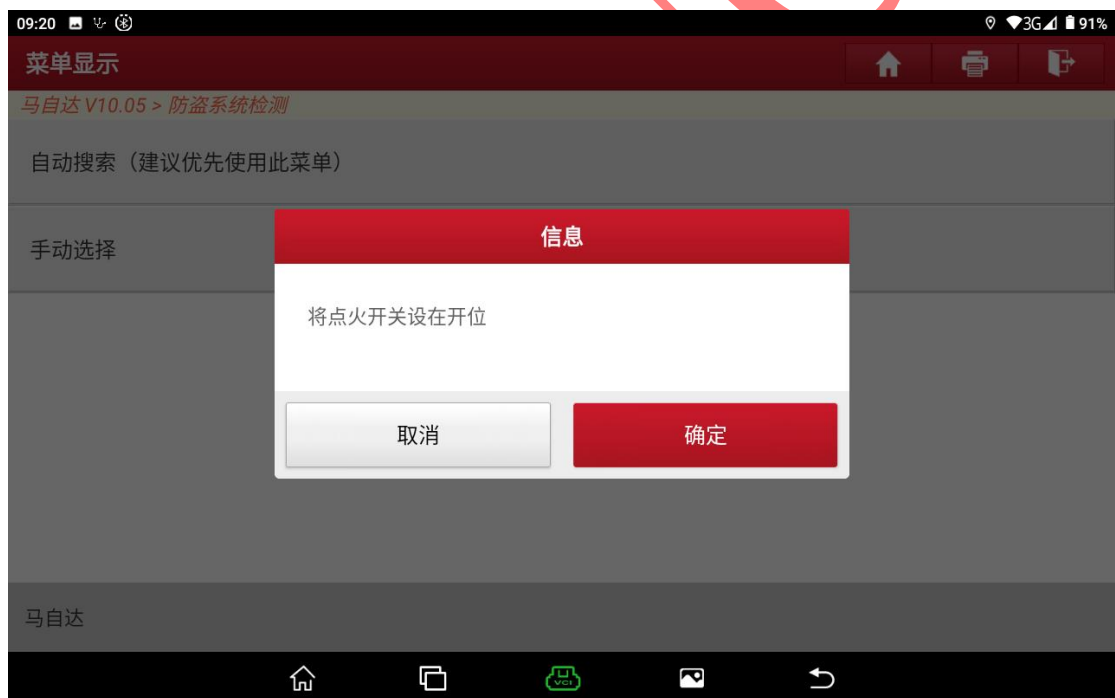 09:20
3G
91%
菜单显示
马自达 V10.05 > 防盗系统检测
自动搜索（建议优先使用此菜单）
手动选择
信息
将点火开关设在开位
取消
确定
马自达
VCI